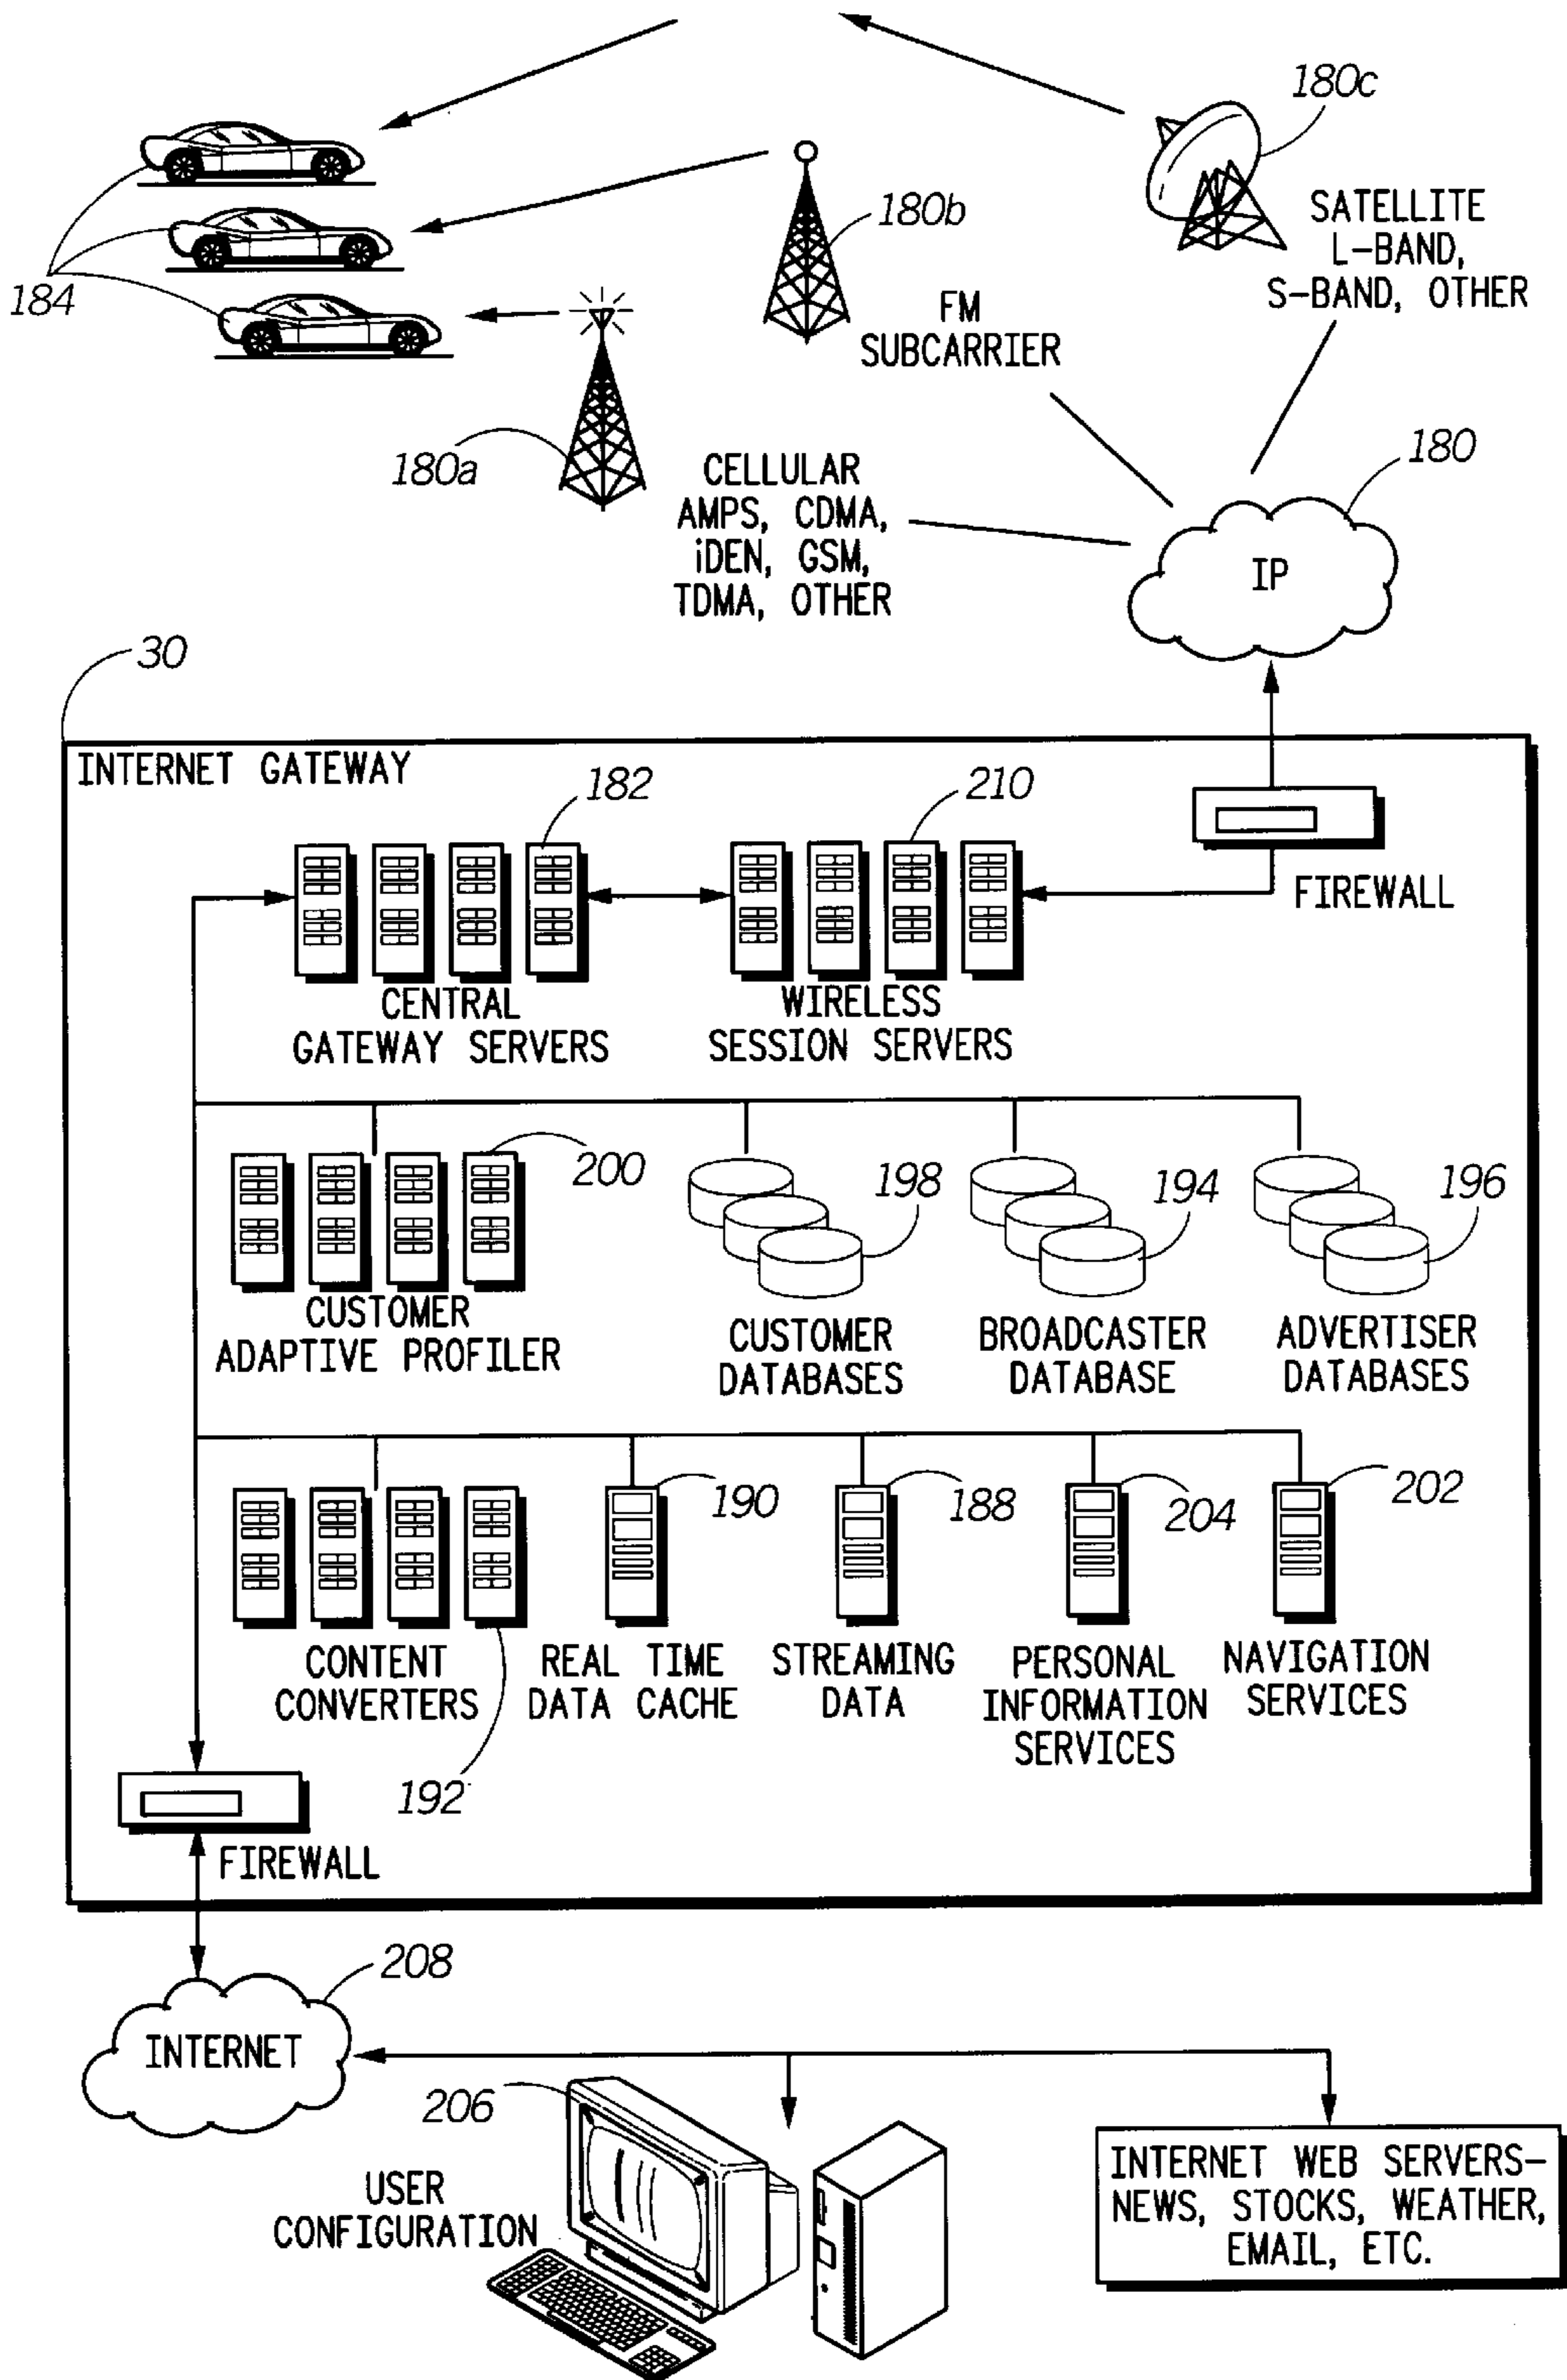 180c
SATELLITE
L-BAND,
S-BAND, OTHER
180b
184
FM
SUBCARRIER
180a
CELLULAR
AMPS, CDMA,
iDEN, GSM,
TDMA, OTHER
180
IP
30
INTERNET GATEWAY
182
210
FIREWALL
CENTRAL
GATEWAY SERVERS
WIRELESS
SESSION SERVERS
200
198
194
196
CUSTOMER
ADAPTIVE PROFILER
CUSTOMER
DATABASES
BROADCASTER
DATABASE
ADVERTISER
DATABASES
190
188
204
202
CONTENT
CONVERTERS
REAL TIME
DATA CACHE
STREAMING
DATA
PERSONAL
INFORMATION
SERVICES
NAVIGATION
SERVICES
192
FIREWALL
208
INTERNET
206
USER
CONFIGURATION
INTERNET WEB SERVERS-
NEWS, STOCKS, WEATHER,
EMAIL, ETC.